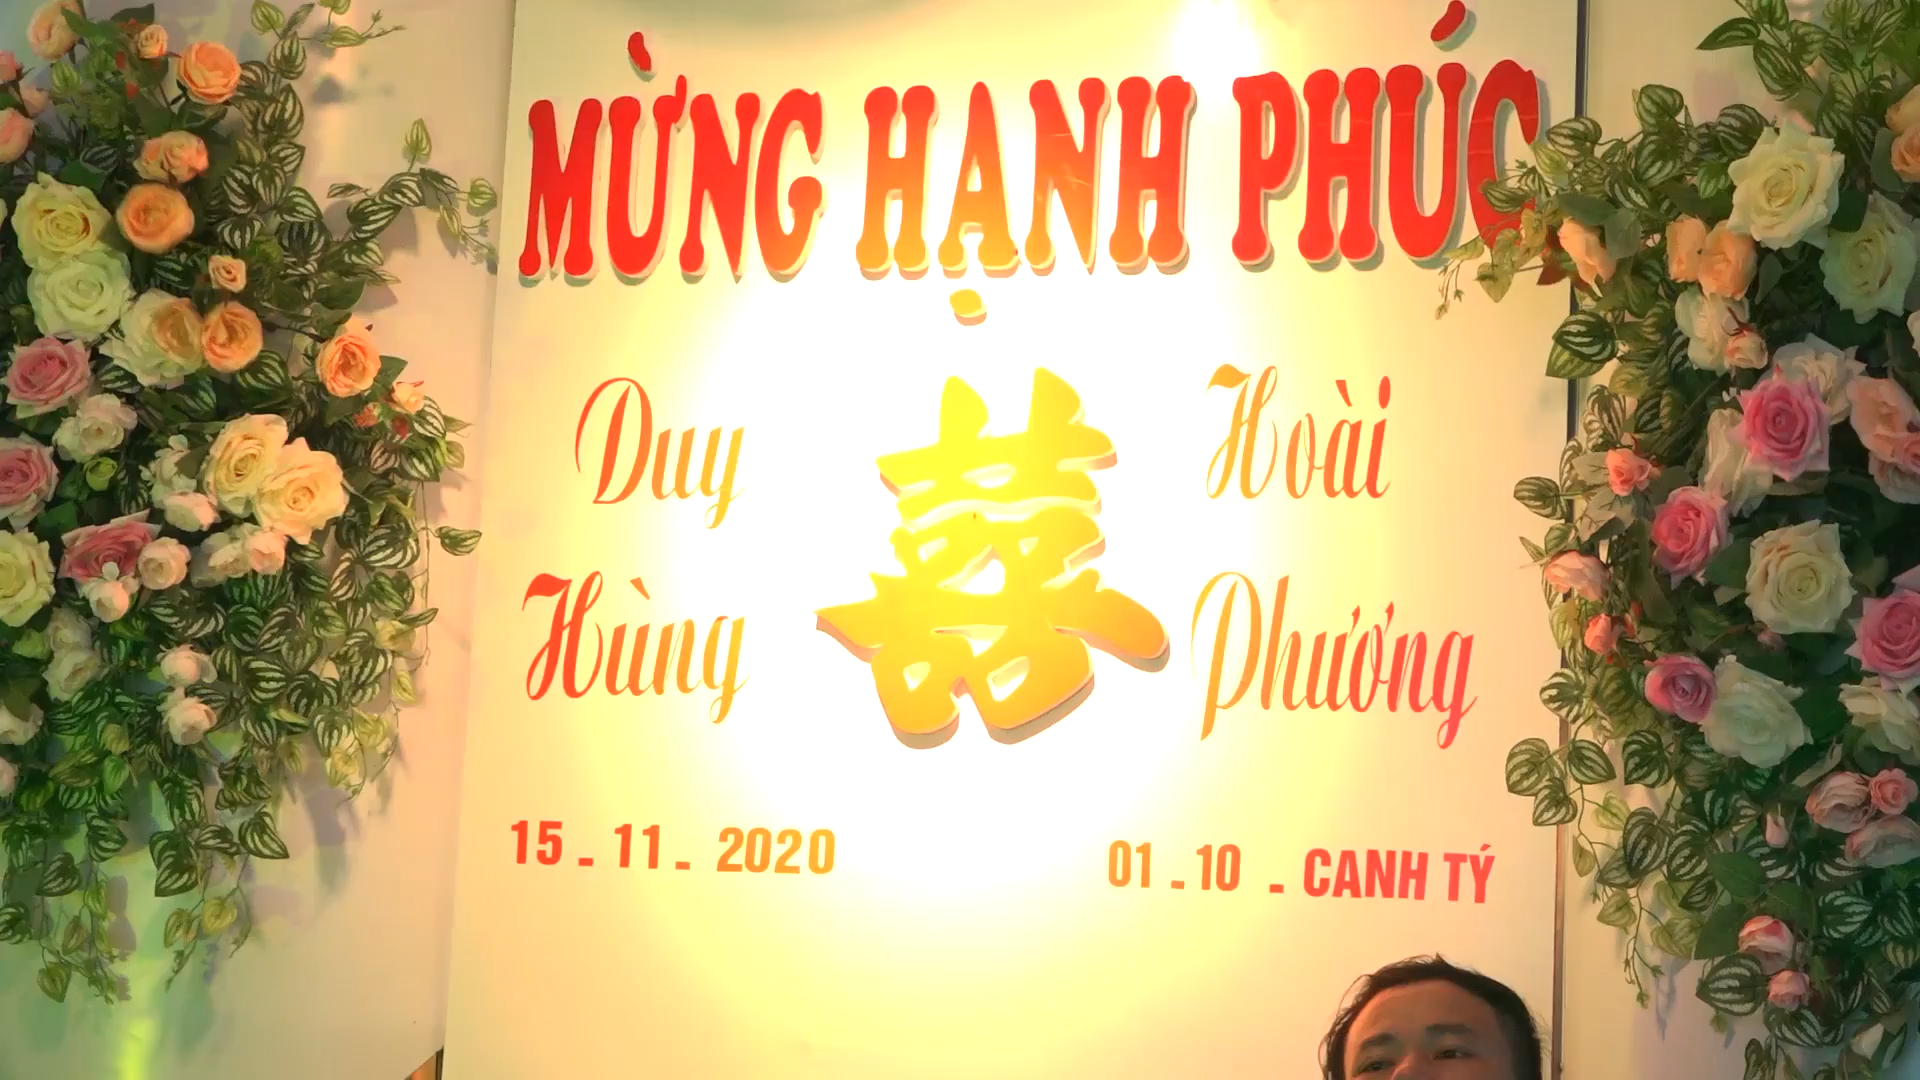 MỪNG HẠNH PHÚC
Duy
Hùng
囍
Hoài
Phương
15 - 11 - 2020
01 - 10 - CANH TÝ